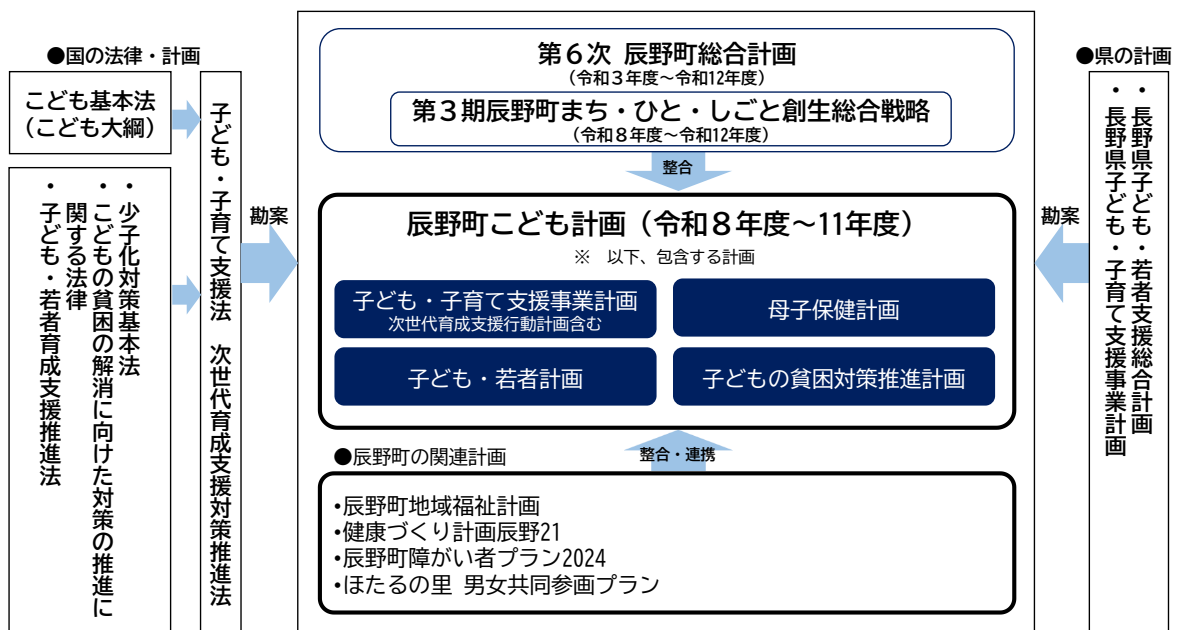 ●国の法律・計画
こども基本法
（こども大綱）
・少子化対策基本法
・こどもの貧困の解消に向けた対策の推進に
関する法律
・子ども・若者育成支援推進法
子ども・子育て支援法　次世代育成支援対策推進法
勘案
第６次 辰野町総合計画
（令和３年度～令和12年度）
第３期辰野町まち・ひと・しごと創生総合戦略
（令和８年度～令和12年度）
整合
辰野町こども計画（令和８年度～11年度）
※　以下、包含する計画
子ども・子育て支援事業計画
次世代育成支援行動計画含む
母子保健計画
子ども・若者計画
子どもの貧困対策推進計画
整合・連携
●辰野町の関連計画
•辰野町地域福祉計画
•健康づくり計画辰野21
•辰野町障がい者プラン2024
•ほたるの里 男女共同参画プラン
勘案
●県の計画
・長野県子ども・若者支援総合計画
・長野県子ども・子育て支援事業計画